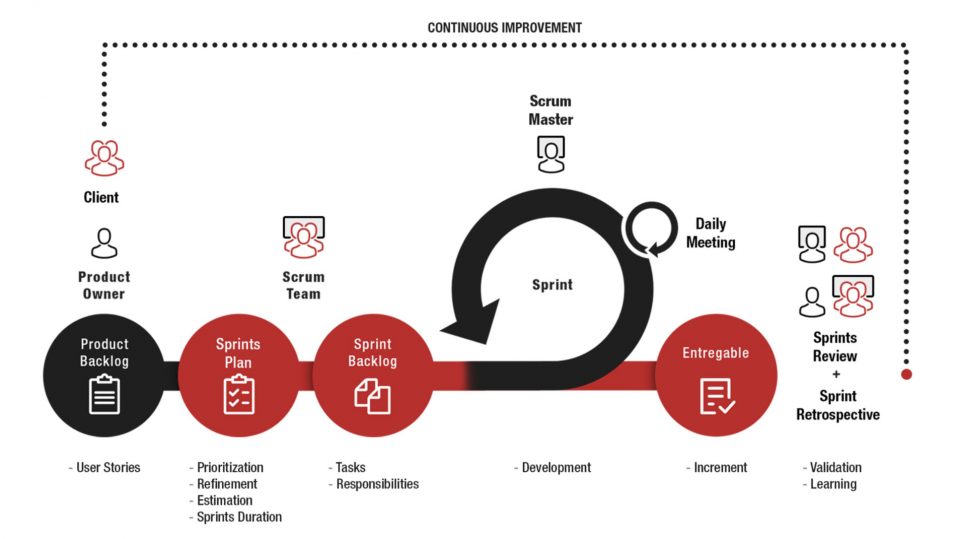 CONTINUOUS IMPROVEMENT
Scrum
Master
Client
Product
Owner
Scrum
Team
Daily
Meeting
Sprint
Product
Backlog
Sprints
Plan
Sprint
Backlog
Entregable
Sprints
Review
+
Sprint
Retrospective
- User Stories
- Prioritization
- Refinement
- Estimation
- Sprints Duration
- Tasks
- Responsibilities
- Development
- Increment
- Validation
- Learning